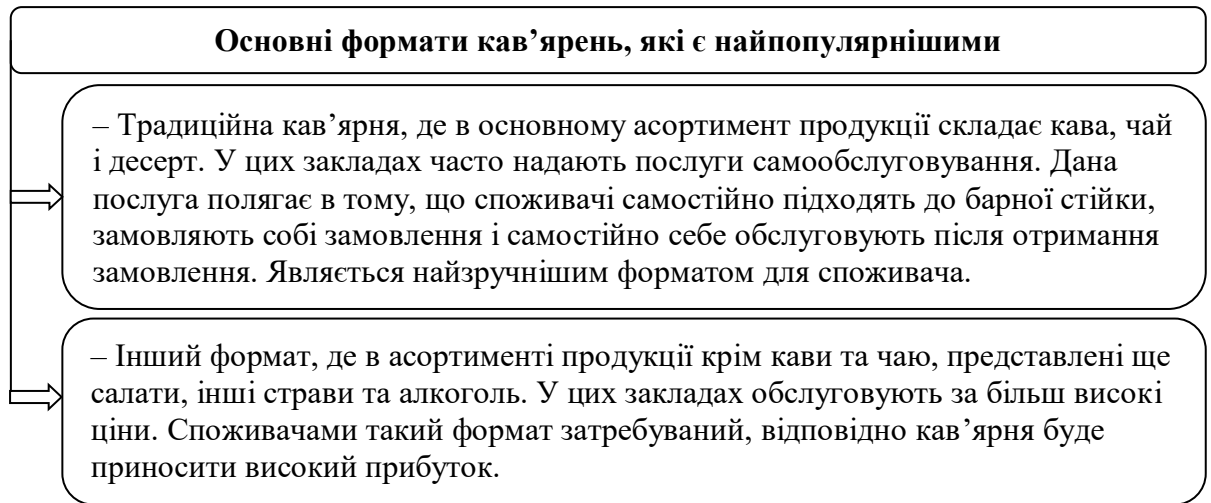 Основні формати кав’ярень, які є найпопулярнішими
– Традиційна кав’ярня, де в основному асортимент продукції складає кава, чай
і десерт. У цих закладах часто надають послуги самообслуговування. Дана
послуга полягає в тому, що споживачі самостійно підходять до барної стійки,
замовляють собі замовлення і самостійно себе обслуговують після отримання
замовлення. Являється найзручнішим форматом для споживача.
– Інший формат, де в асортименті продукції крім кави та чаю, представлені ще
салати, інші страви та алкоголь. У цих закладах обслуговують за більш високі
ціни. Споживачами такий формат затребуваний, відповідно кав’ярня буде
приносити високий прибуток.